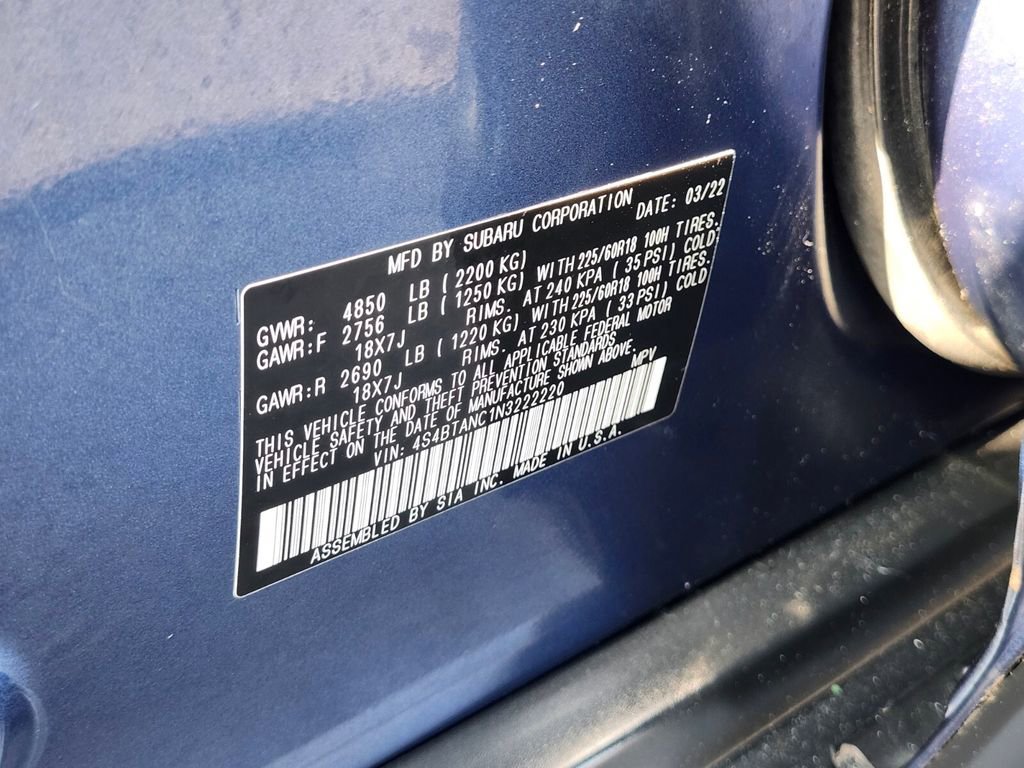 MFD BY SUBARU CORPORATION
DATE: 03/22
GVWR: 4850 LB ( 2200 KG)
GAWR:F 2756 LB ( 1250 KG) WITH 225/60R18 100H TIRES.
18X7J RIMS. AT 240 KPA ( 35 PSI) COLD
GAWR:R 2690 LB ( 1220 KG) WITH 225/60R18 100H TIRES.
18X7J RIMS. AT 230 KPA ( 33 PSI) COLD
THIS VEHICLE CONFORMS TO ALL APPLICABLE FEDERAL MOTOR
VEHICLE SAFETY AND THEFT PREVENTION STANDARDS
IN EFFECT ON THE DATE OF MANUFACTURE SHOWN ABOVE.
VIN: 4S4BTANC1N3222220 MPV
ASSEMBLED BY SIA INC. MADE IN U.S.A.